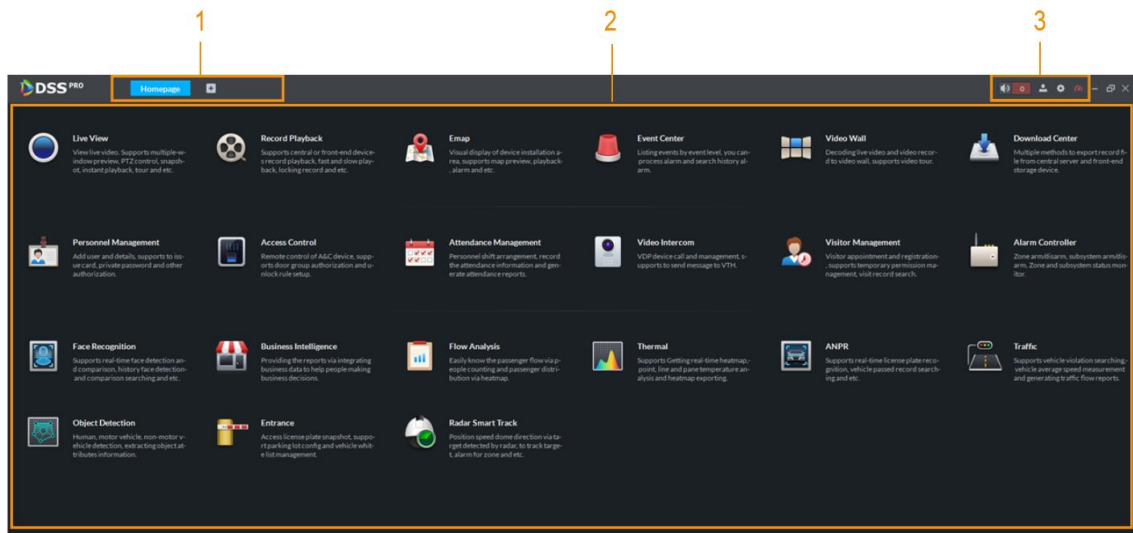 1
2
3
DSS PRO
Homepage
0
Live View
View live video. Supports multiple-w-
indow preview, PTZ control, snapsh-
ot, instant playback, tour and etc.
Record Playback
Supports central or front-end device-
s record playback, fast and slow play-
back, locking record and etc.
Emap
Visual display of device installation a-
rea, supports map preview, playback-
, alarm and etc.
Event Center
Listing events by event level, you can-
process alarm and search history al-
arm.
Video Wall
Decoding live video and video recor-
d to video wall, supports video tour.
Download Center
Multiple methods to export record fi-
le from central server and front-end
storage device.
Personnel Management
Add user and details, supports to iss-
ue card, private password and other
authorization.
Access Control
Remote control of A&C device, supp-
orts door group authorization and u-
nlock rule setup.
Attendance Management
Personnel shift arrangement, record
the attendance information and gen-
erate attendance reports.
Video Intercom
VDP device call and management, s-
upports to send message to VTH.
Visitor Management
Visitor appointment and registration-
, supports temporary permission ma-
nagement, visit record search.
Alarm Controller
Zone arm/disarm, subsystem arm/dis-
arm, Zone and subsystem status mon-
itor.
Face Recognition
Supports real-time face detection an-
d comparison, history face detection-
and comparison searching and etc.
Business Intelligence
Providing the reports via integrating
business data to help people making
business decisions.
Flow Analysis
Easily know the passenger flow via p-
eople counting and passenger distri-
bution via heatmap.
Thermal
Supports Getting real-time heatmap,-
point, line and pane temperature an-
alysis and heatmap exporting.
ANPR
Supports real-time license plate reco-
gnition, vehicle passed record search-
ing and etc.
Traffic
Supports vehicle violation searching,-
vehicle average speed measurement
and generating traffic flow reports.
Object Detection
Human, motor vehicle, non-motor v-
ehicle detection, extracting object at-
tributes information.
Entrance
Access license plate snapshot, suppo-
rt parking lot config and vehicle whit-
e list management.
Radar Smart Track
Position speed dome direction via ta-
rget detected by radar, to track targe-
t, alarm for zone and etc.